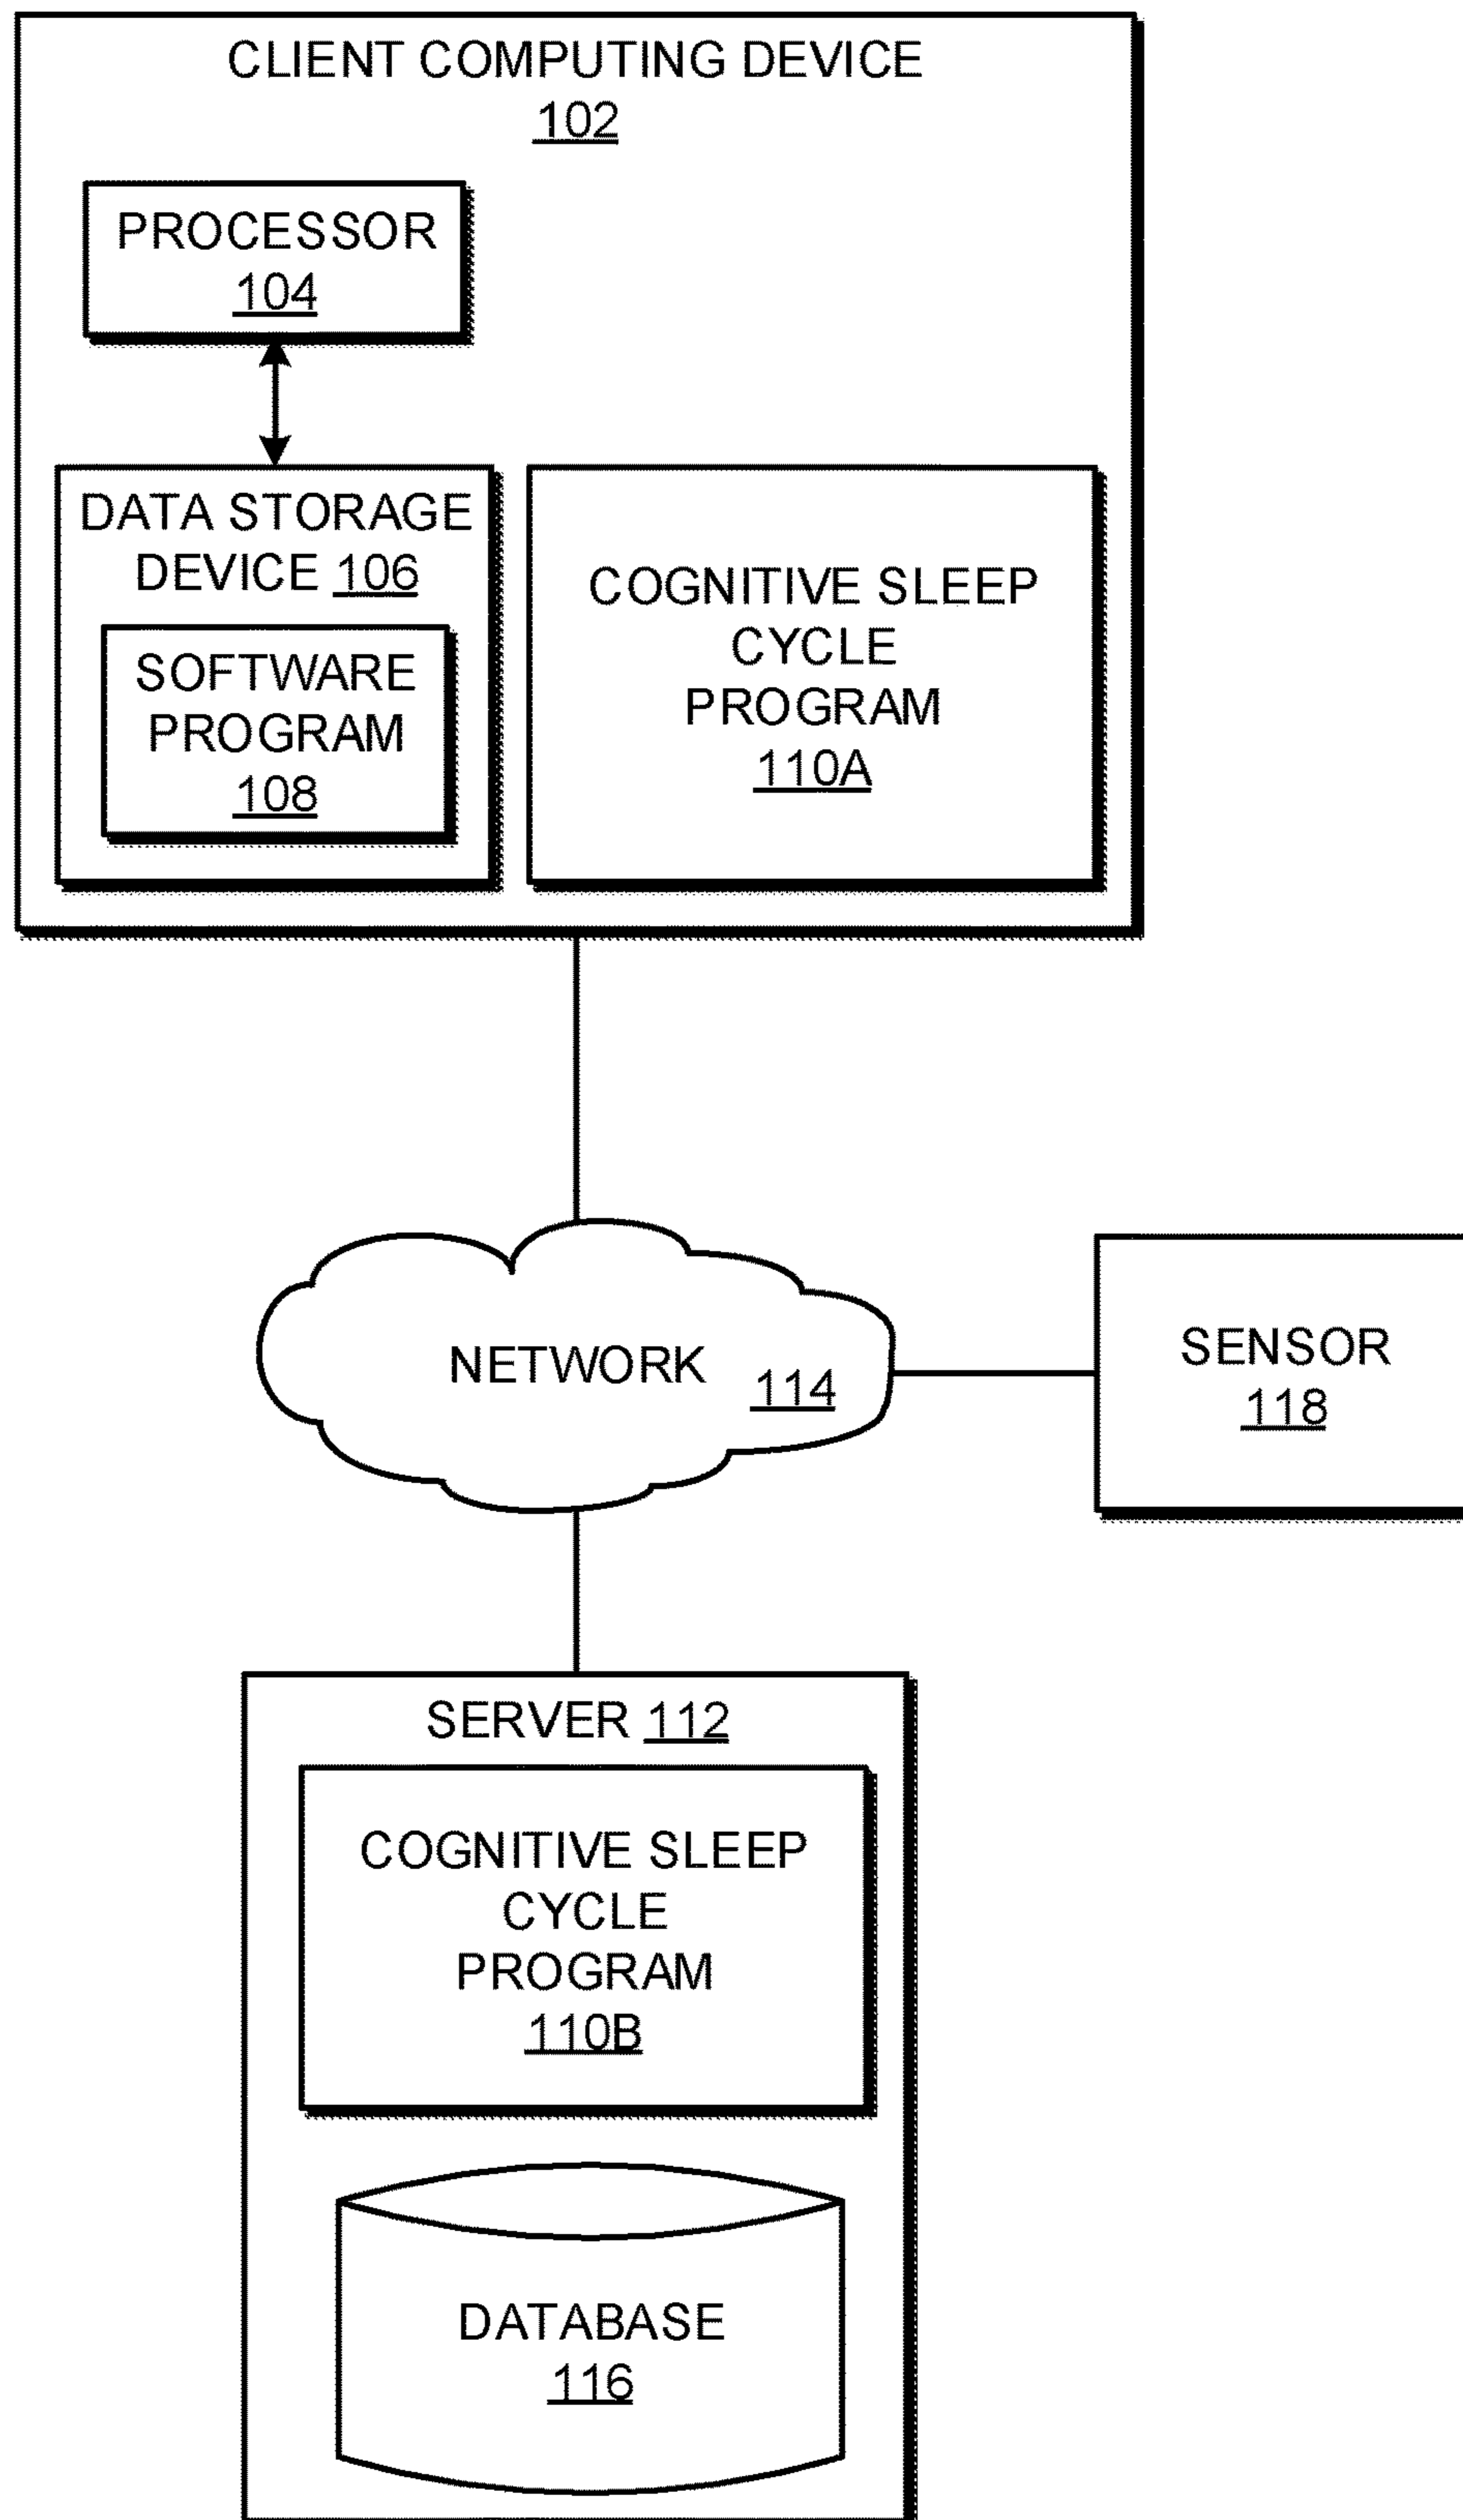 CLIENT COMPUTING DEVICE
102
PROCESSOR
104
DATA STORAGE
DEVICE 106
SOFTWARE
PROGRAM
108
COGNITIVE SLEEP
CYCLE
PROGRAM
110A
NETWORK 114
SENSOR
118
SERVER 112
COGNITIVE SLEEP
CYCLE
PROGRAM
110B
DATABASE
116